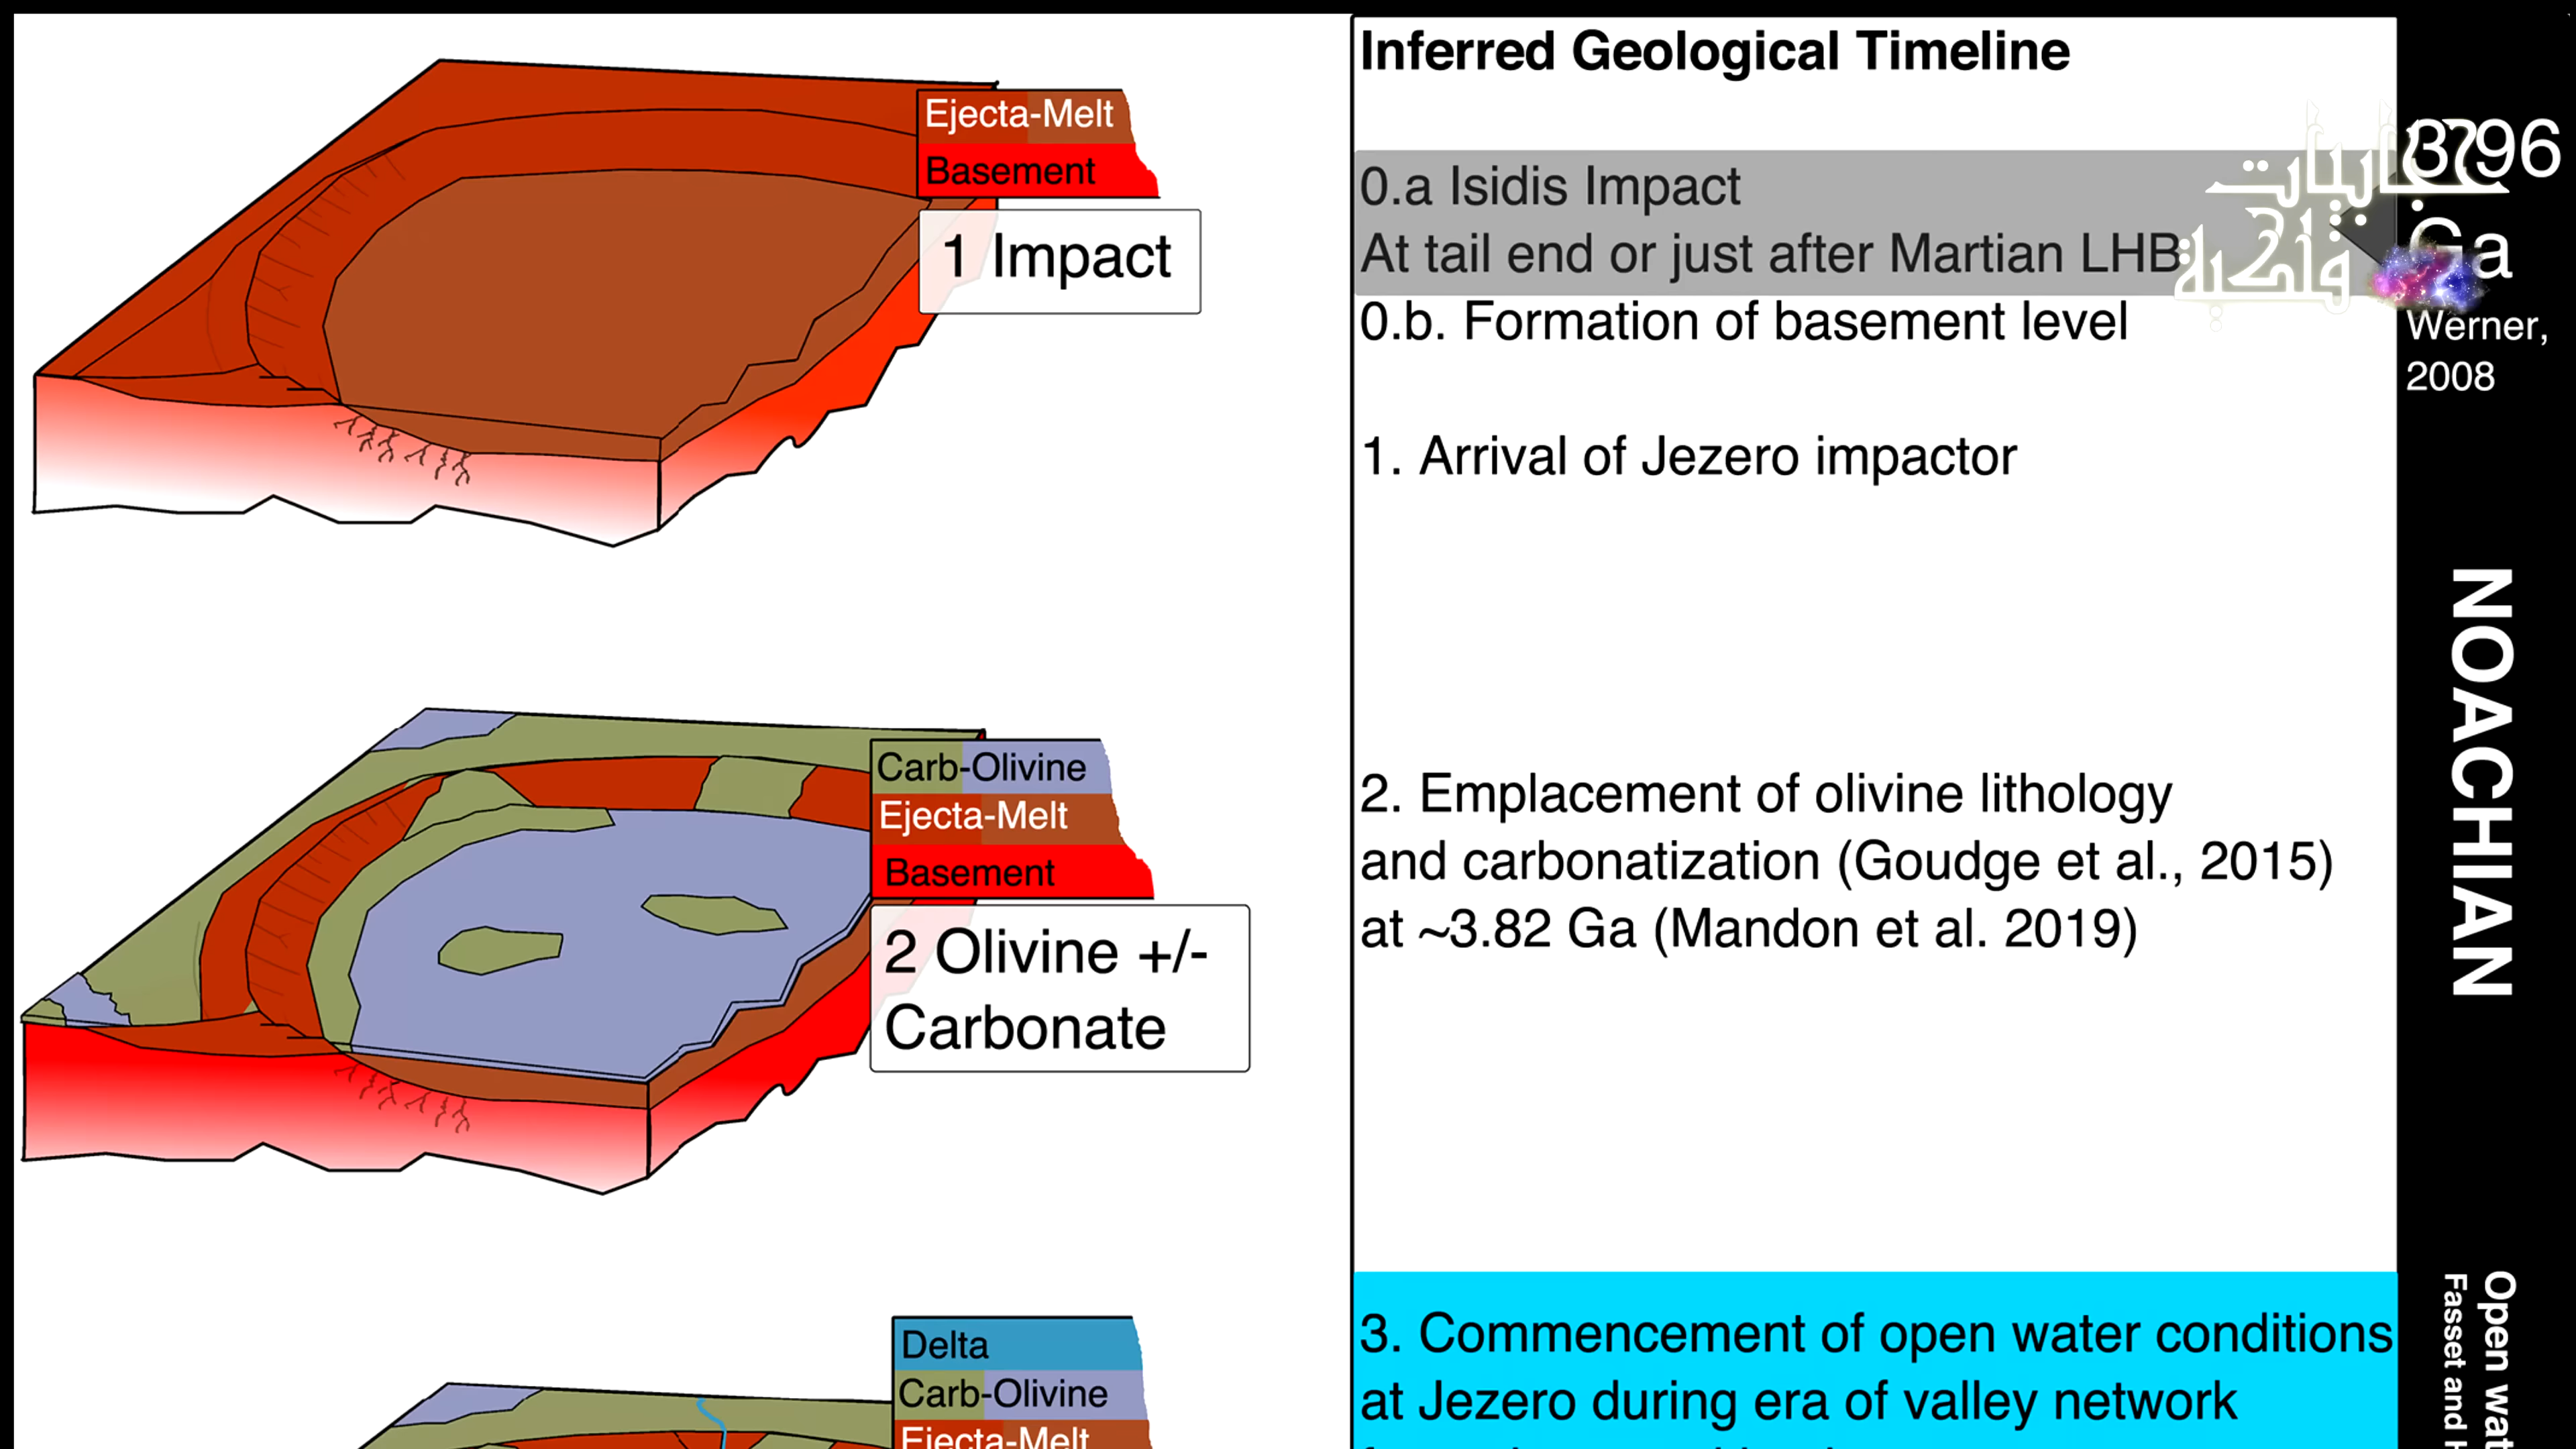 Ejecta-Melt
Basement
1 Impact
Carb-Olivine
Ejecta-Melt
Basement
2 Olivine +/-
Carbonate
Delta
Carb-Olivine
Ejecta-Melt
Inferred Geological Timeline
0.a Isidis Impact
At tail end or just after Martian LHB
0.b. Formation of basement level
1. Arrival of Jezero impactor
2. Emplacement of olivine lithology
and carbonatization (Goudge et al., 2015)
at ~3.82 Ga (Mandon et al. 2019)
3. Commencement of open water conditions
at Jezero during era of valley network
Ga
Werner,
2008
NOACHIAN
Open
Fasset and
فلكية